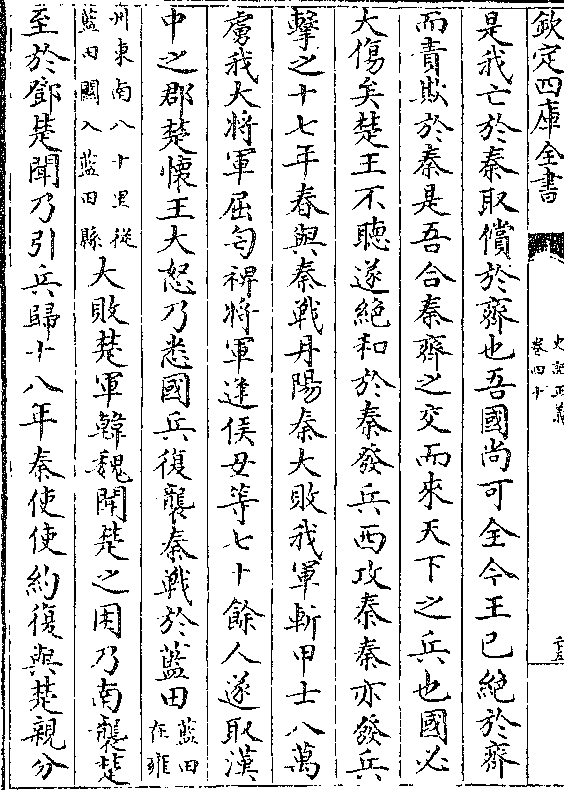 欽定四庫全書
史記正義
卷四十
是我亡於秦取償於齊也吾國尚可全今王已絶於齊
而責欺於秦是吾合秦齊之交而來天下之兵也國必
大傷矣楚王不聽遂絶和於秦發兵西攻秦秦亦發兵
擊之十七年春與秦戰丹陽秦大敗我軍斬甲士八萬
虜我大將軍屈匄裨將軍逢侯丑等七十餘人遂取漢
中之郡楚懷王大怒乃悉國兵復襲秦戰於藍田藍田在雍
州東南八十里從藍田關入藍田縣大敗楚軍韓魏聞楚之困乃南襲楚
至於鄧楚聞乃引兵歸十八年秦使使約復與楚親分